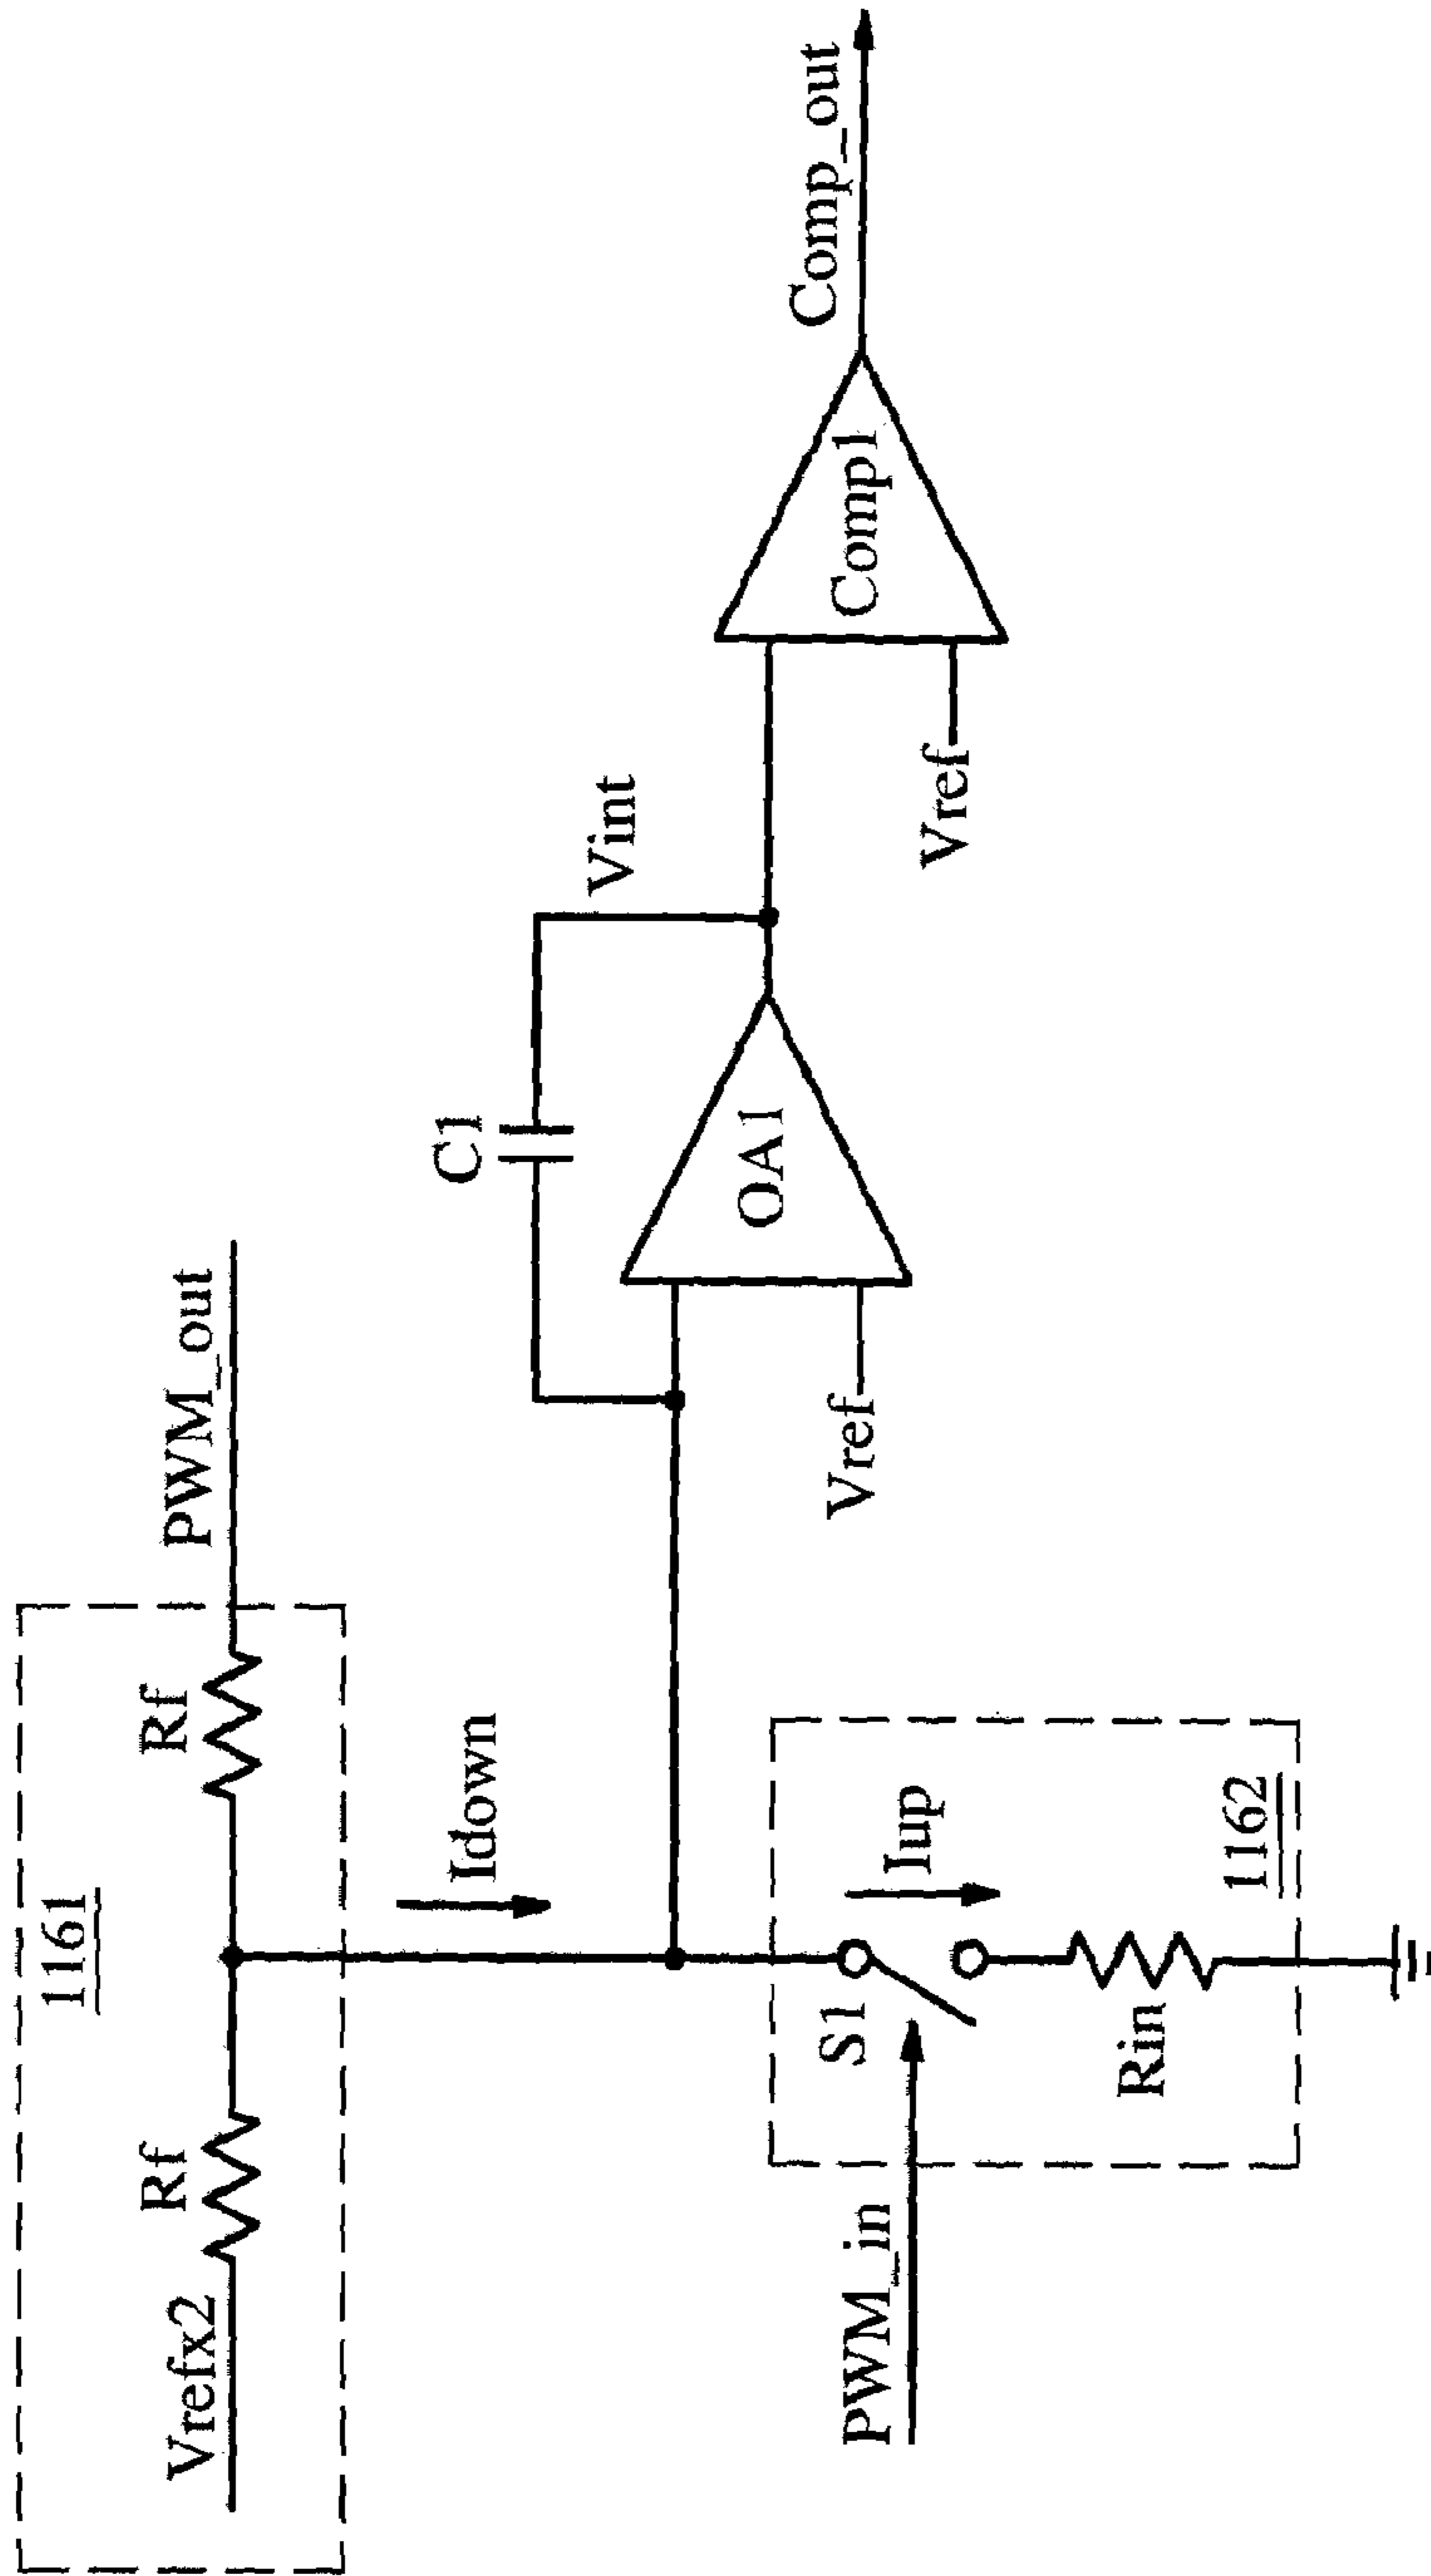 1161
Vrefx2
Rf
Rf
PWM_out
Idown
C1
Vint
OA1
Vref
Comp1
Vref
Comp_out
PWM_in
S1
Iup
Rin
1162